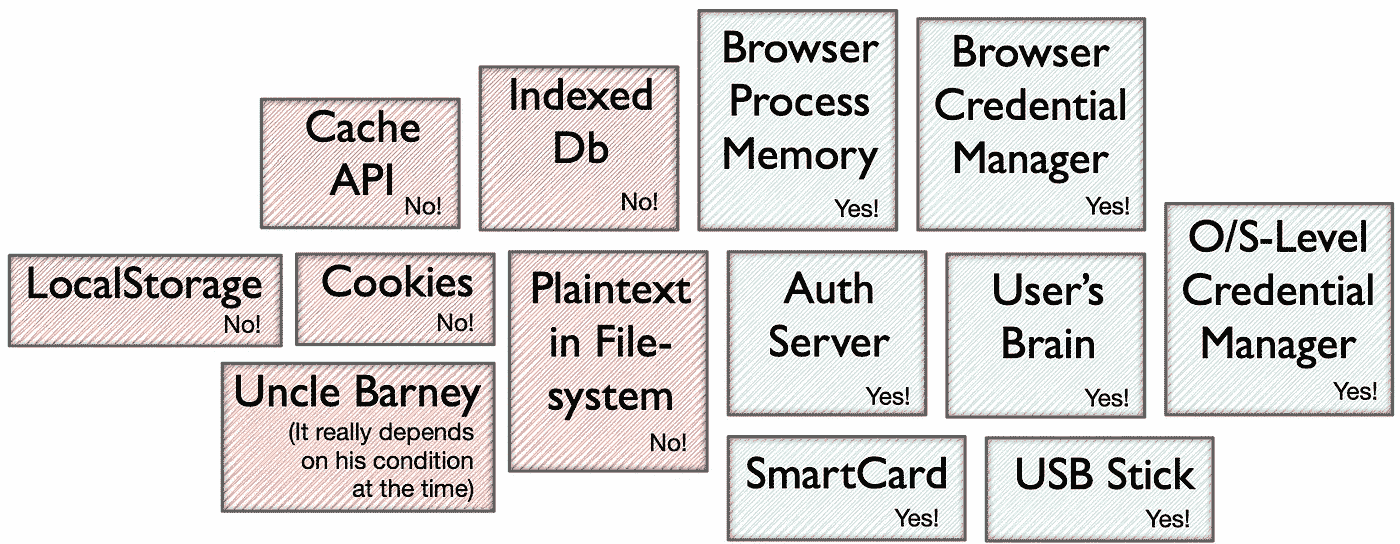 Cache
API
No!
Indexed
Db
No!
Browser
Process
Memory
Yes!
Browser
Credential
Manager
Yes!
LocalStorage
No!
Cookies
No!
Plaintext
in File-
system
No!
Auth
Server
Yes!
User's
Brain
Yes!
O/S-Level
Credential
Manager
Yes!
Uncle Barney
(It really depends
on his condition
at the time)
SmartCard
Yes!
USB Stick
Yes!